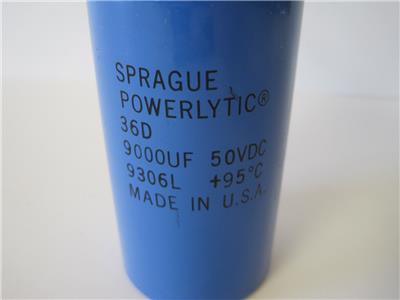 SPRAGUE
POWERLYTIC®
36D
9000UF 50VDC
9306L +95°C
MADE IN U.S.A.